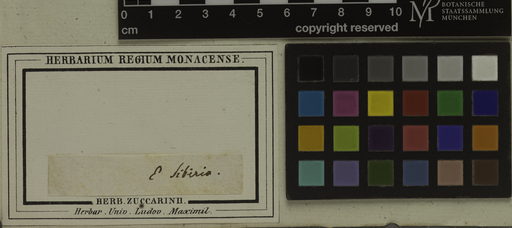 0 1 2 3 4 5 6 7 8 9 10
cm copyright reserved
BOTANISCHE
STAATSSAMMLUNG
MÜNCHEN
HERBARIUM REGIUM MONACENSE.
E Sibiria.
HERB. ZUCCARINII.
Herbar. Univ. Ludov. Maximil.